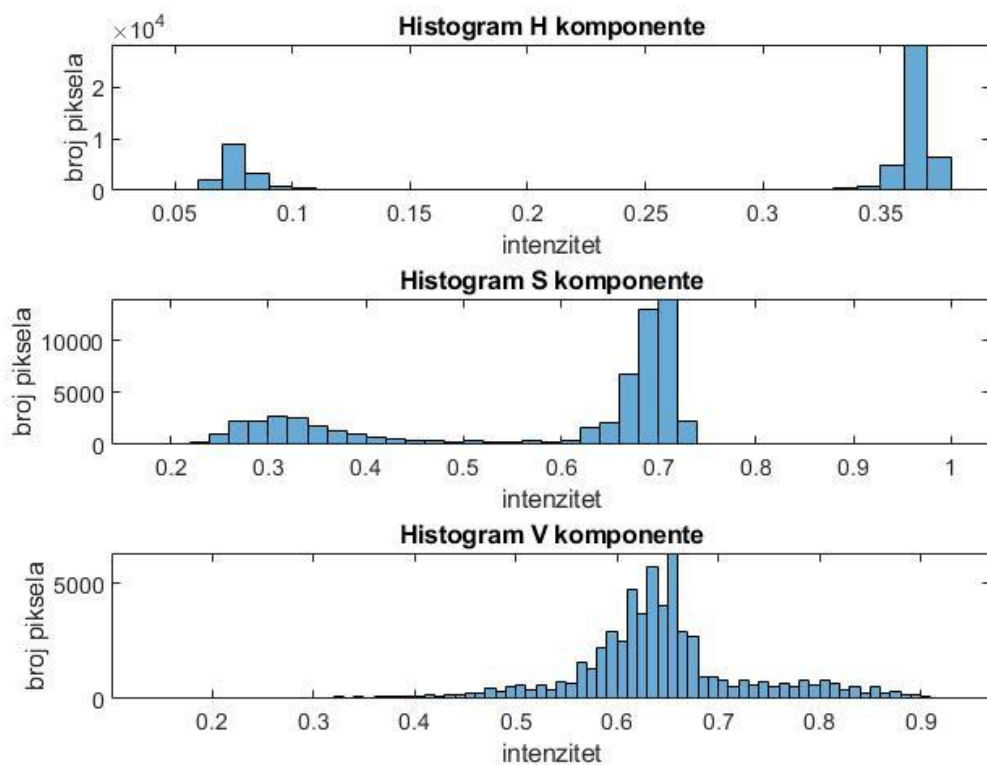 Histogram H komponente
×10⁴
2
1
0
broj piksela
0.05 0.1 0.15 0.2 0.25 0.3 0.35
intenzitet
Histogram S komponente
10000
5000
0
broj piksela
0.2 0.3 0.4 0.5 0.6 0.7 0.8 0.9 1
intenzitet
Histogram V komponente
5000
0
broj piksela
0.2 0.3 0.4 0.5 0.6 0.7 0.8 0.9
intenzitet